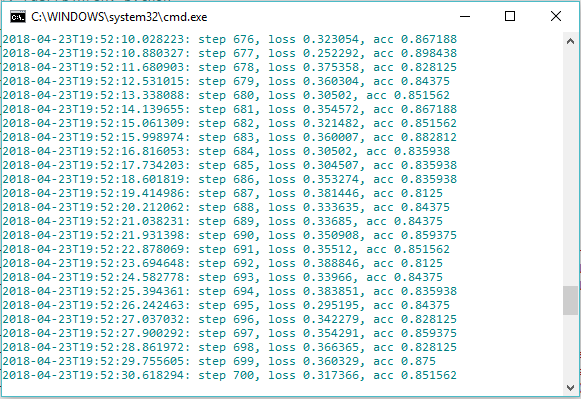 C:\WINDOWS\system32\cmd.exe
2018-04-23T19:52:10.028223: step 676, loss 0.323054, acc 0.867188
2018-04-23T19:52:10.880327: step 677, loss 0.252292, acc 0.898438
2018-04-23T19:52:11.680903: step 678, loss 0.375358, acc 0.828125
2018-04-23T19:52:12.531015: step 679, loss 0.360304, acc 0.84375
2018-04-23T19:52:13.338088: step 680, loss 0.30502, acc 0.851562
2018-04-23T19:52:14.139655: step 681, loss 0.354572, acc 0.867188
2018-04-23T19:52:15.061309: step 682, loss 0.321482, acc 0.851562
2018-04-23T19:52:15.998974: step 683, loss 0.360007, acc 0.882812
2018-04-23T19:52:16.816053: step 684, loss 0.30502, acc 0.835938
2018-04-23T19:52:17.734203: step 685, loss 0.304507, acc 0.835938
2018-04-23T19:52:18.601819: step 686, loss 0.353274, acc 0.835938
2018-04-23T19:52:19.414986: step 687, loss 0.381446, acc 0.8125
2018-04-23T19:52:20.212062: step 688, loss 0.333635, acc 0.84375
2018-04-23T19:52:21.038231: step 689, loss 0.33685, acc 0.84375
2018-04-23T19:52:21.931398: step 690, loss 0.350908, acc 0.859375
2018-04-23T19:52:22.878069: step 691, loss 0.35512, acc 0.851562
2018-04-23T19:52:23.694648: step 692, loss 0.388846, acc 0.8125
2018-04-23T19:52:24.582778: step 693, loss 0.33966, acc 0.84375
2018-04-23T19:52:25.394361: step 694, loss 0.383851, acc 0.835938
2018-04-23T19:52:26.242463: step 695, loss 0.295195, acc 0.84375
2018-04-23T19:52:27.037032: step 696, loss 0.342279, acc 0.828125
2018-04-23T19:52:27.900292: step 697, loss 0.354291, acc 0.859375
2018-04-23T19:52:28.861972: step 698, loss 0.366365, acc 0.828125
2018-04-23T19:52:29.755605: step 699, loss 0.360329, acc 0.875
2018-04-23T19:52:30.618294: step 700, loss 0.317366, acc 0.851562